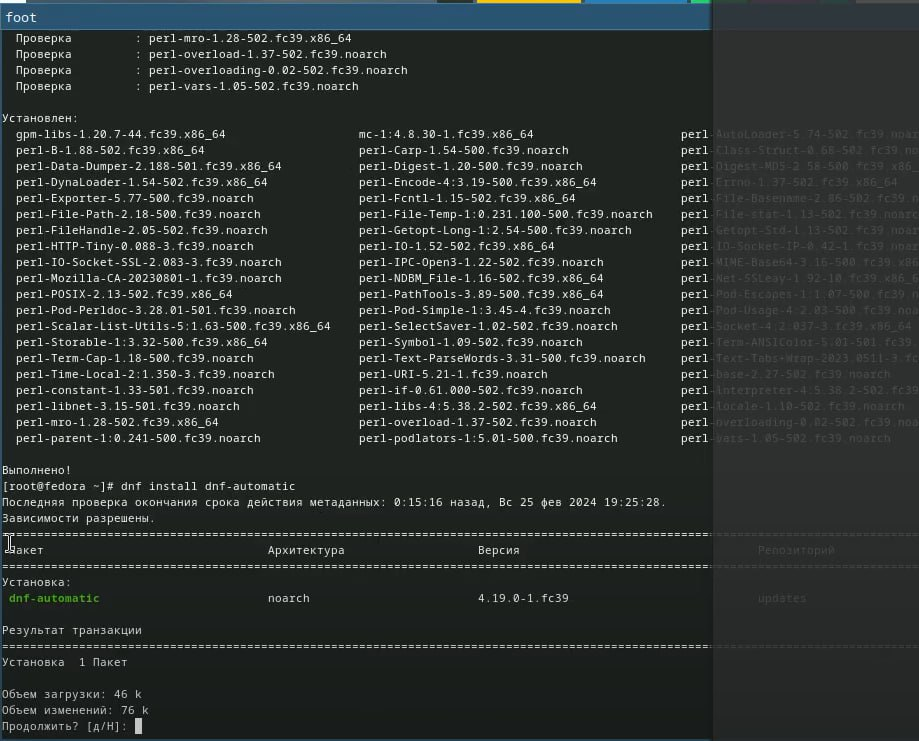 foot
Проверка : perl-mro-1.28-502.fc39.x86_64
Проверка : perl-overload-1.37-502.fc39.noarch
Проверка : perl-overloading-0.02-502.fc39.noarch
Проверка : perl-vars-1.05-502.fc39.noarch
Установлен:
gpm-libs-1.20.7-44.fc39.x86_64 mc-1:4.8.30-1.fc39.x86_64 perl-AutoLoader-5.74-502.fc39.noar
perl-B-1.88-502.fc39.x86_64 perl-Carp-1.54-500.fc39.noarch perl-Class-Struct-0.68-502.fc39.no
perl-Data-Dumper-2.188-501.fc39.x86_64 perl-Digest-1.20-500.fc39.noarch perl-Digest-MD5-2.58-500.fc39.x86
perl-DynaLoader-1.54-502.fc39.x86_64 perl-Encode-4:3.19-500.fc39.x86_64 perl-Errno-1.37-502.fc39.x86_64
perl-Exporter-5.77-500.fc39.noarch perl-Fcntl-1.15-502.fc39.x86_64 perl-File-Basename-2.86-502.fc39.n
perl-File-Path-2.18-500.fc39.noarch perl-File-Temp-1:0.231.100-500.fc39.noarch perl-File-stat-1.13-502.fc39.noar
perl-FileHandle-2.05-502.fc39.noarch perl-Getopt-Long-1:2.54-500.fc39.noarch perl-Getopt-Std-1.13-502.fc39.noar
perl-HTTP-Tiny-0.088-3.fc39.noarch perl-IO-1.52-502.fc39.x86_64 perl-IO-Socket-IP-0.42-1.fc39.noar
perl-IO-Socket-SSL-2.083-3.fc39.noarch perl-IPC-Open3-1.22-502.fc39.noarch perl-MIME-Base64-3.16-500.fc39.x86
perl-Mozilla-CA-20230801-1.fc39.noarch perl-NDBM_File-1.16-502.fc39.x86_64 perl-Net-SSLeay-1.92-10.fc39.x86_6
perl-POSIX-2.13-502.fc39.x86_64 perl-PathTools-3.89-500.fc39.x86_64 perl-Pod-Escapes-1:1.07-500.fc39.n
perl-Pod-Perldoc-3.28.01-501.fc39.noarch perl-Pod-Simple-1:3.45-4.fc39.noarch perl-Pod-Usage-4:2.03-500.fc39.noa
perl-Scalar-List-Utils-5:1.63-500.fc39.x86_64 perl-SelectSaver-1.02-502.fc39.noarch perl-Socket-4:2.037-3.fc39.x86_64
perl-Storable-1:3.32-500.fc39.x86_64 perl-Symbol-1.09-502.fc39.noarch perl-Term-ANSIColor-5.01-501.fc39.
perl-Term-Cap-1.18-500.fc39.noarch perl-Text-ParseWords-3.31-500.fc39.noarch perl-Text-Tabs+Wrap-2023.0511-3.fc
perl-Time-Local-2:1.350-3.fc39.noarch perl-URI-5.21-1.fc39.noarch perl-base-2.27-502.fc39.noarch
perl-constant-1.33-501.fc39.noarch perl-if-0.61.000-502.fc39.noarch perl-interpreter-4:5.38.2-502.fc39
perl-libnet-3.15-501.fc39.noarch perl-libs-4:5.38.2-502.fc39.x86_64 perl-locale-1.10-502.fc39.noarch
perl-mro-1.28-502.fc39.x86_64 perl-overload-1.37-502.fc39.noarch perl-overloading-0.02-502.fc39.noa
perl-parent-1:0.241-500.fc39.noarch perl-podlators-1:5.01-500.fc39.noarch perl-vars-1.05-502.fc39.noarch
Выполнено!
[root@fedora ~]# dnf install dnf-automatic
Последняя проверка окончания срока действия метаданных: 0:15:16 назад, Вс 25 фев 2024 19:25:28.
Зависимости разрешены.
Пакет Архитектура Версия Репозиторий
Установка:
dnf-automatic noarch 4.19.0-1.fc39 updates
Результат транзакции
Установка 1 Пакет
Объем загрузки: 46 k
Объем изменений: 76 k
Продолжить? [д/Н]: